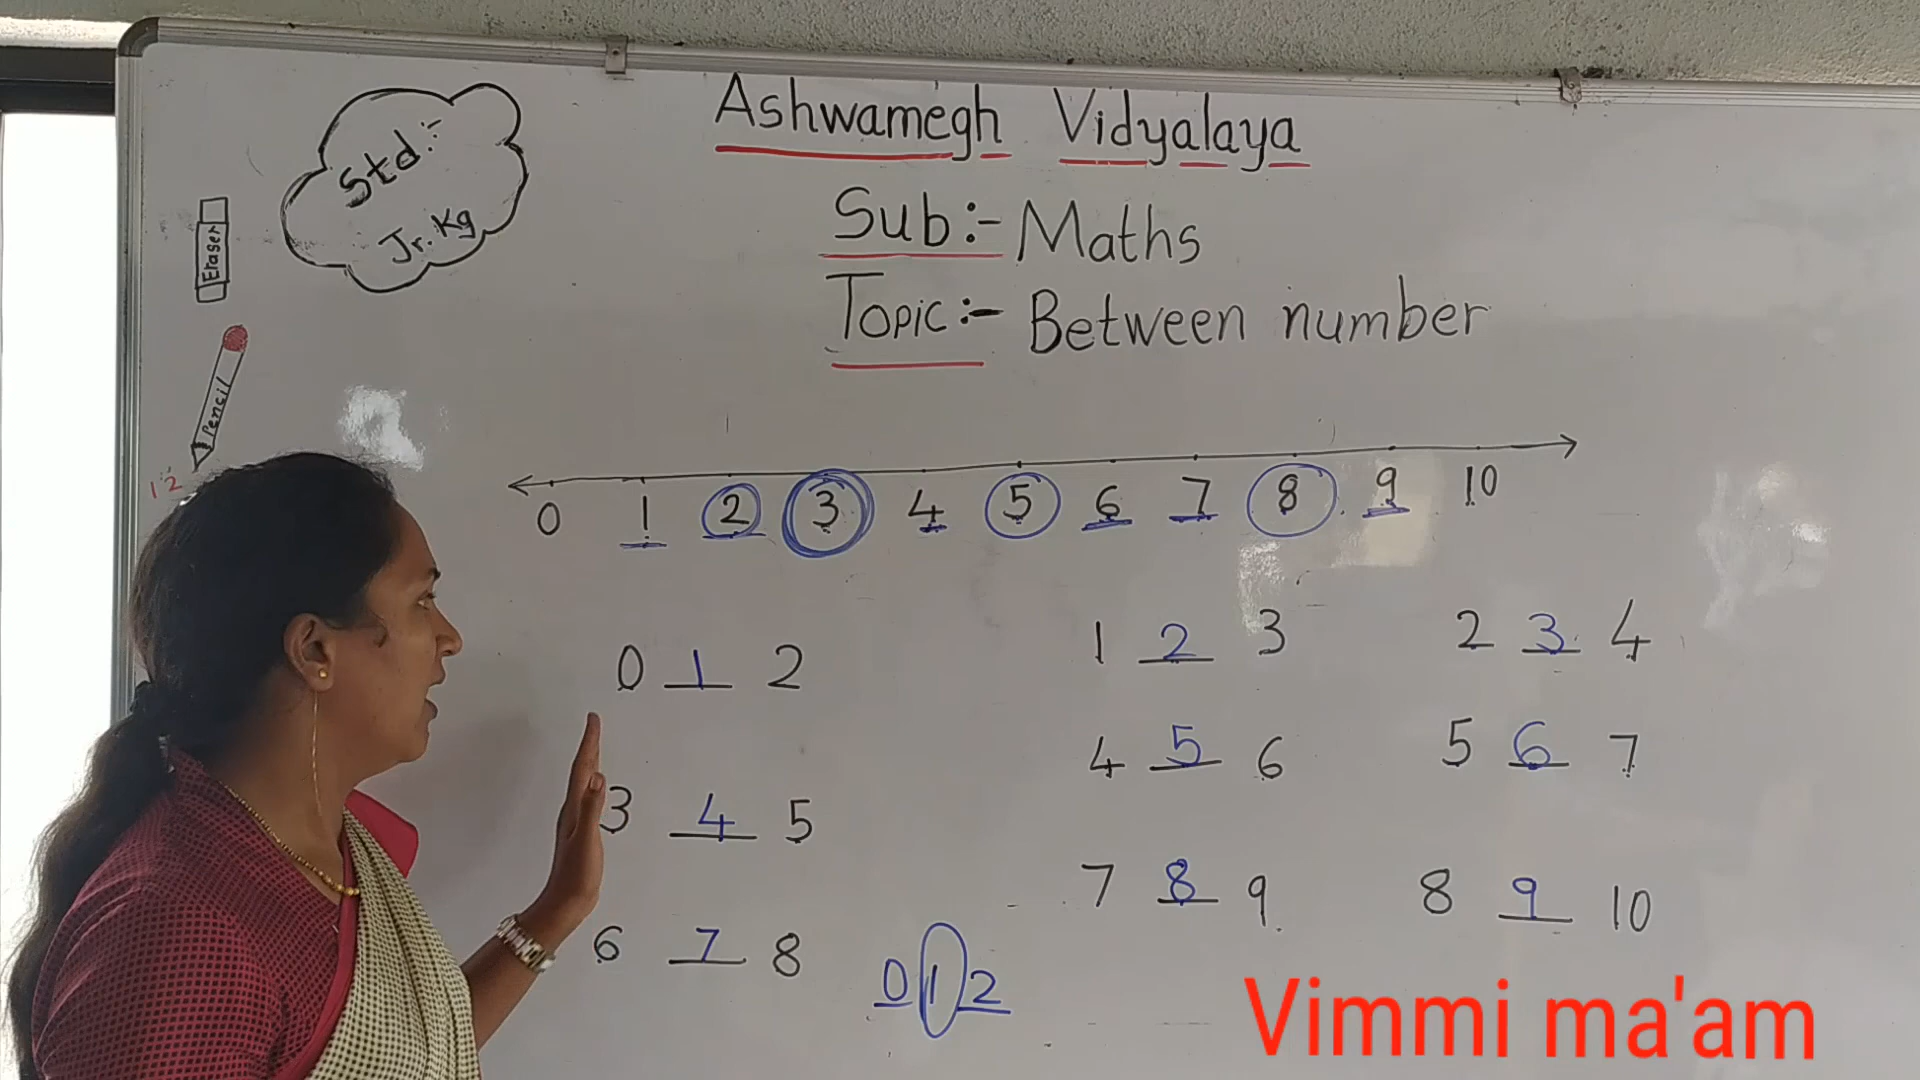 Ashwamegh Vidyalaya
Std:-
Jr. Kg
Sub:- Maths
Topic:- Between number
Eraser
Pencil
12
0 1 2 3 4 5 6 7 8 9 10
0 1 2
1 2 3
2 3 4
3 4 5
4 5 6
5 6 7
6 7 8
7 8 9
8 9 10
0 1 2
Vimmi ma'am